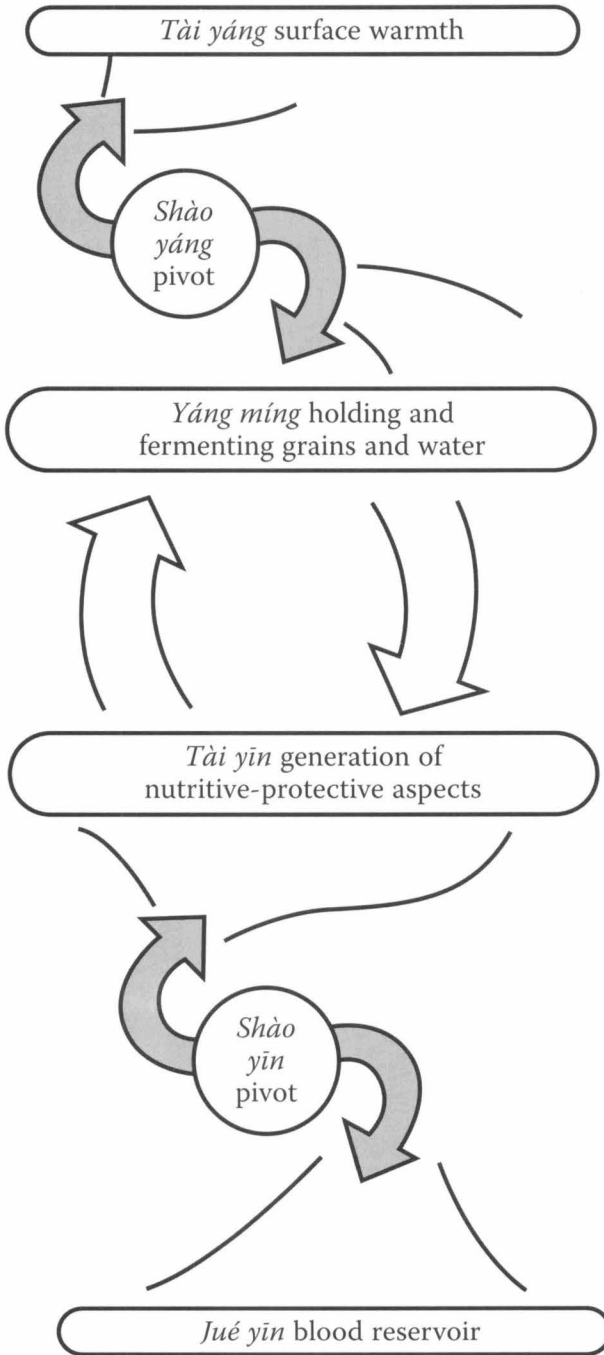 Tài yáng surface warmth
Shào
yáng
pivot
Yáng míng holding and
fermenting grains and water
Tài yīn generation of
nutritive-protective aspects
Shào
yīn
pivot
Jué yīn blood reservoir